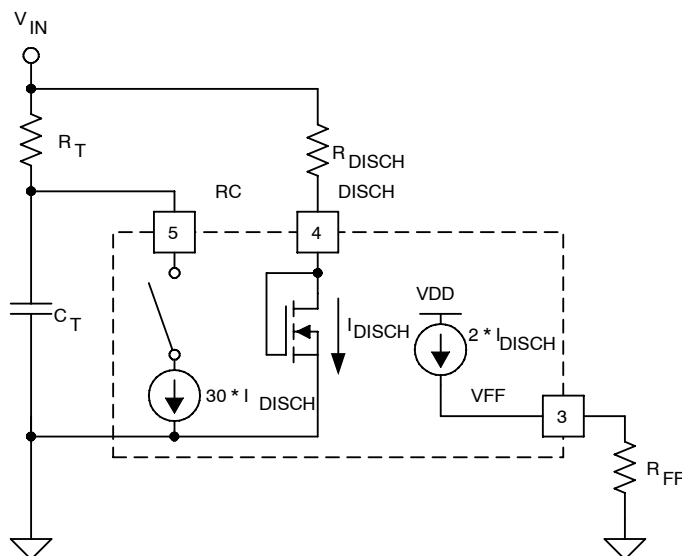 V IN
R T
R DISCH
RC
DISCH
5
4
C T
I DISCH
VDD
2 * I DISCH
30 * I DISCH
VFF
3
R FF